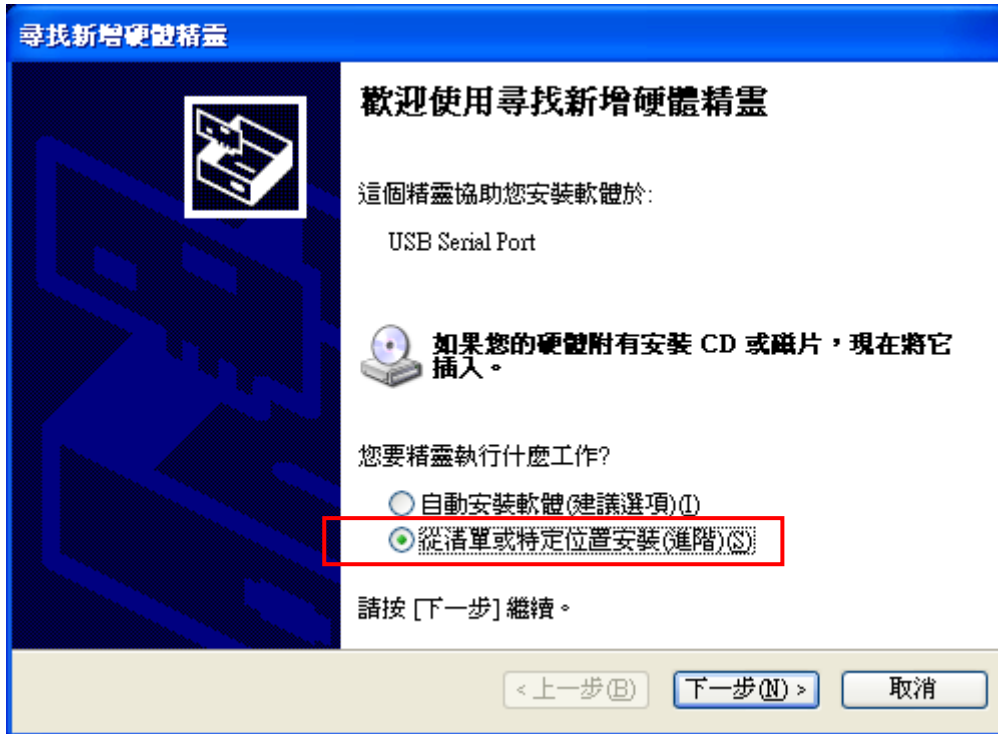 尋找新增硬體精靈
歡迎使用尋找新增硬體精靈
這個精靈協助您安裝軟體於:
USB Serial Port
如果您的硬體附有安裝 CD 或磁片，現在將它
插入。
您要精靈執行什麼工作?
自動安裝軟體(建議選項)(I)
從清單或特定位置安裝(進階)(S)
請按 [下一步] 繼續。
<上一步(B)
下一步(N) >
取消